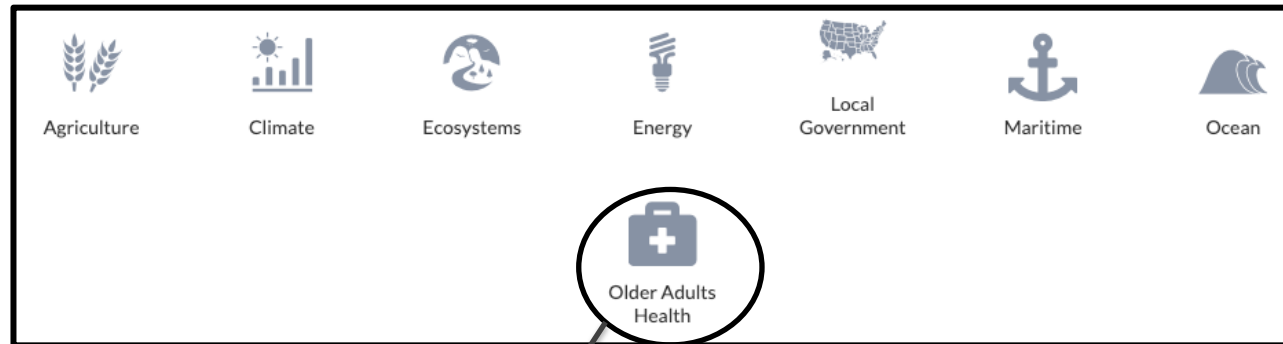 Agriculture
Climate
Ecosystems
Energy
Local
Government
Maritime
Ocean
Older Adults
Health